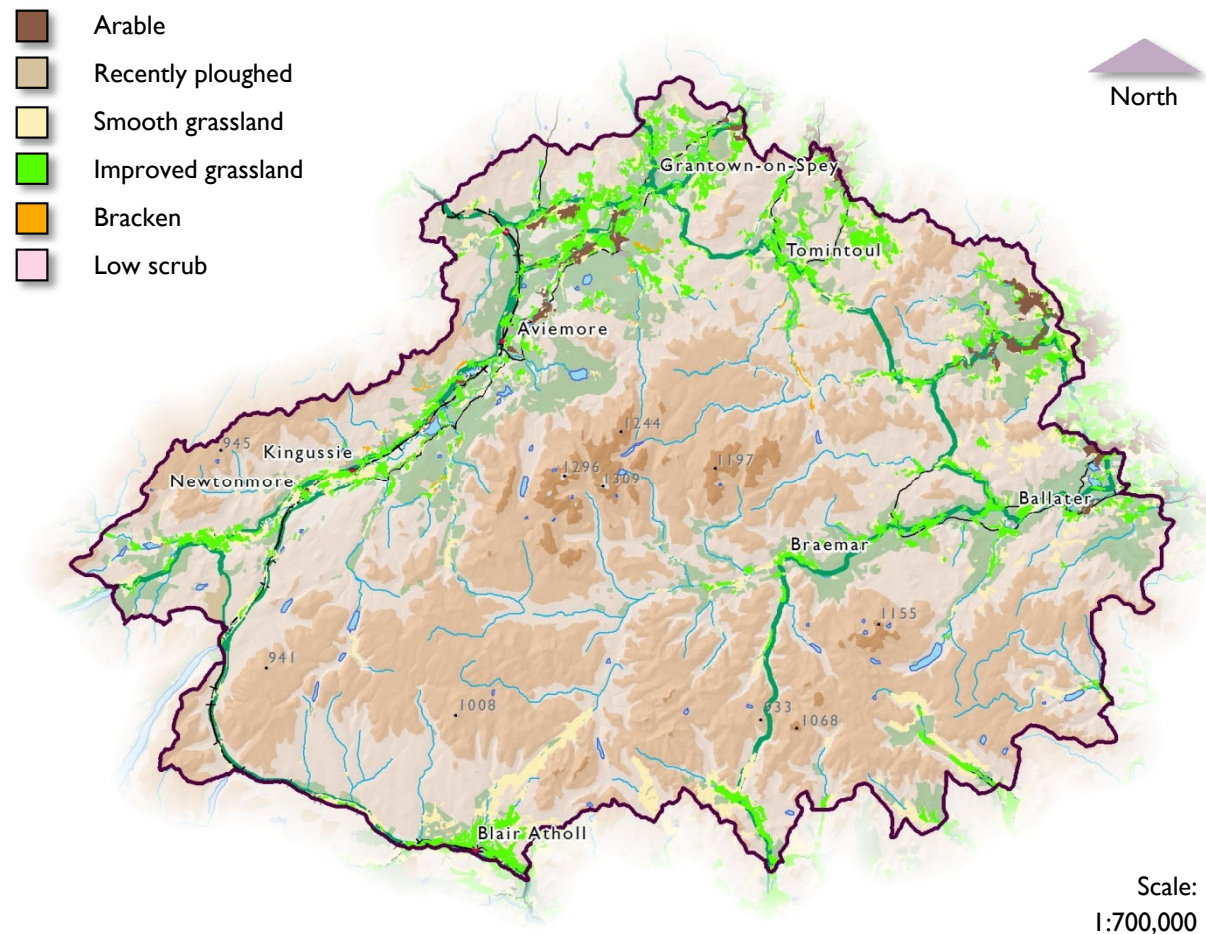 Arable
Recently ploughed
Smooth grassland
Improved grassland
Bracken
Low scrub
North
Grantown-on-Spey
Tomintoul
Aviemore
1244
945
Kingussie
1296
1197
1309
Newtonmore
Ballater
Braemar
1155
941
1008
933
1068
Blair Atholl
Scale:
1:700,000